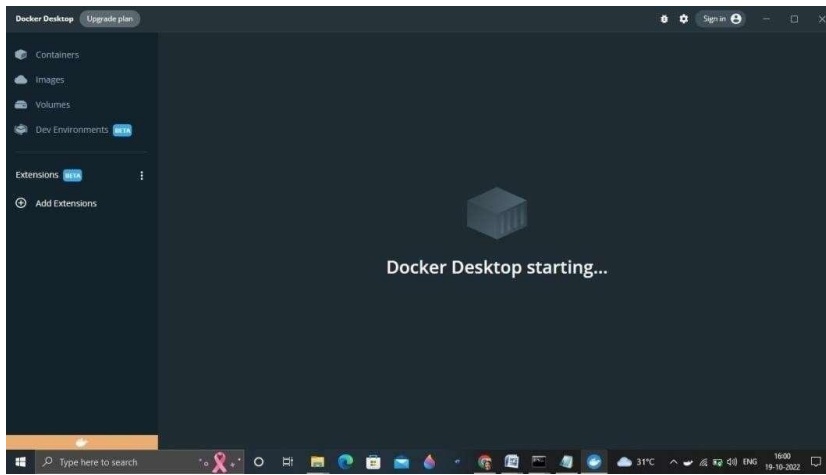 Docker Desktop Upgrade plan
Sign in
Containers
Images
Volumes
Dev Environments BETA
Extensions BETA
Add Extensions
Docker Desktop starting...
Type here to search
31°C
ENG
16:00
19-10-2022